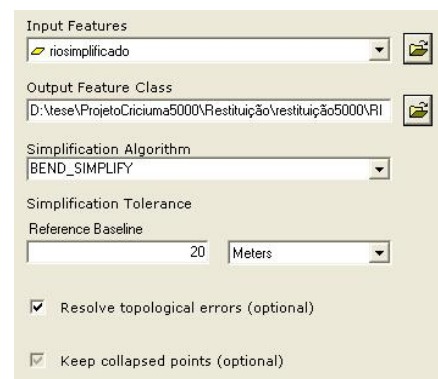 Input Features
riosimplificado
Output Feature Class
D:\tese\ProjetoCriciuma5000\Restituição\restituição5000\RI
Simplification Algorithm
BEND_SIMPLIFY
Simplification Tolerance
Reference Baseline
20 Meters
Resolve topological errors (optional)
Keep collapsed points (optional)